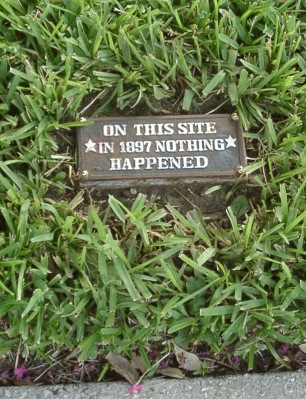 ON THIS SITE
IN 1897 NOTHING
HAPPENED